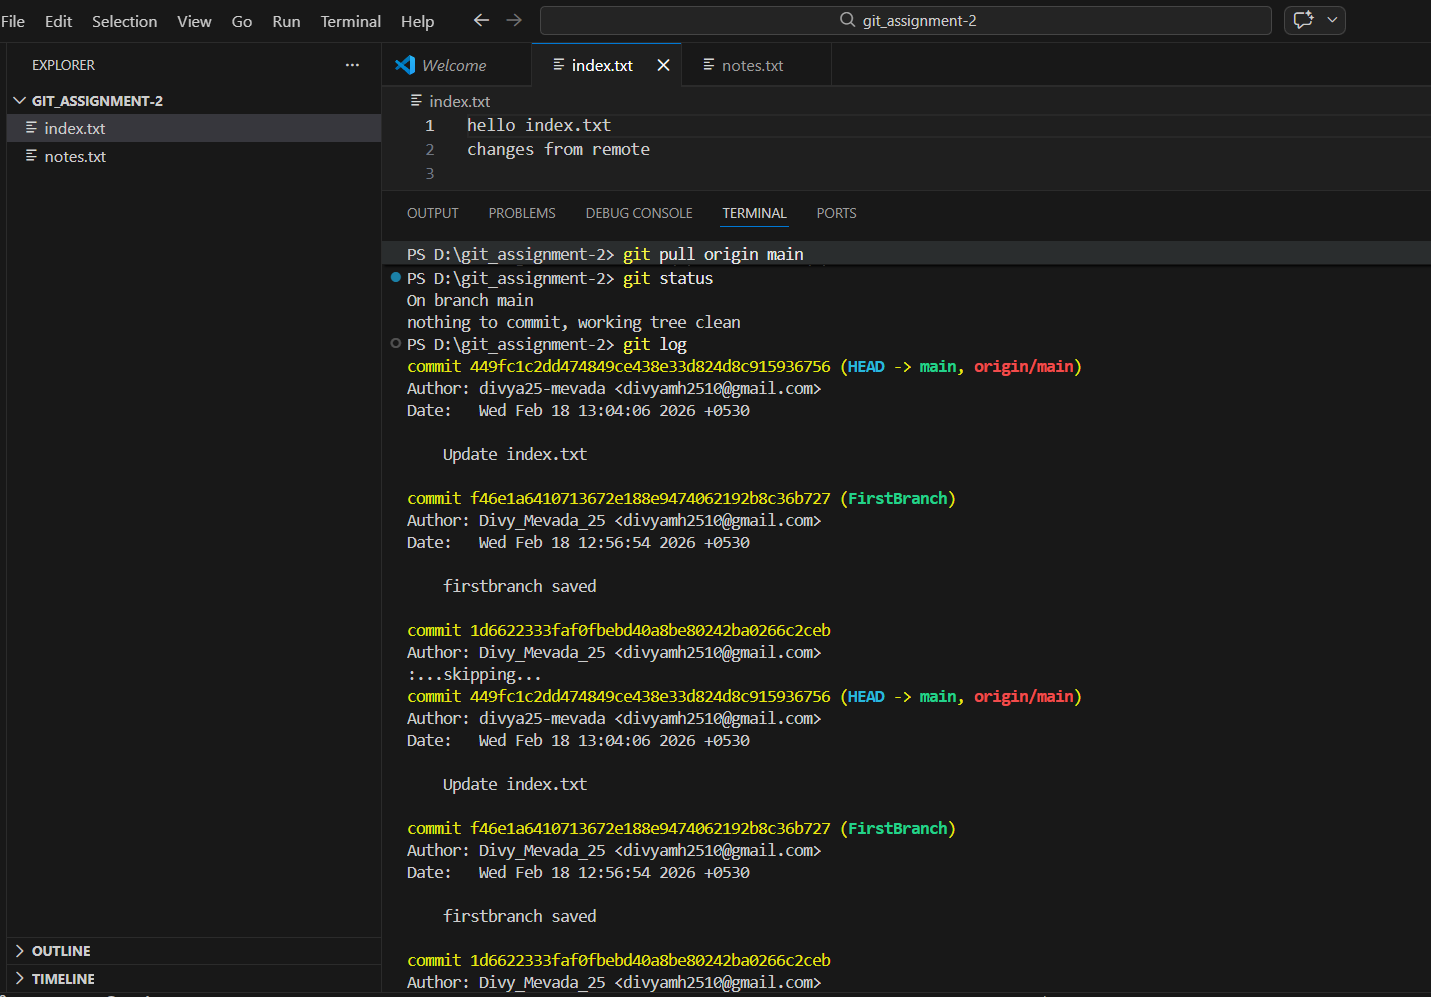 File Edit Selection View Go Run Terminal Help git_assignment-2
EXPLORER ...
GIT_ASSIGNMENT-2
index.txt
notes.txt
OUTLINE
TIMELINE
Welcome index.txt notes.txt
index.txt
1 hello index.txt
2 changes from remote
3
OUTPUT PROBLEMS DEBUG CONSOLE TERMINAL PORTS
PS D:\git_assignment-2> git pull origin main
PS D:\git_assignment-2> git status
On branch main
nothing to commit, working tree clean
PS D:\git_assignment-2> git log
commit 449fc1c2dd474849ce438e33d824d8c915936756 (HEAD -> main, origin/main)
Author: divya25-mevada <divyamh2510@gmail.com>
Date:   Wed Feb 18 13:04:06 2026 +0530
Update index.txt
commit f46e1a6410713672e188e9474062192b8c36b727 (FirstBranch)
Author: Divy_Mevada_25 <divyamh2510@gmail.com>
Date:   Wed Feb 18 12:56:54 2026 +0530
firstbranch saved
commit 1d6622333faf0fbebd40a8be80242ba0266c2ceb
Author: Divy_Mevada_25 <divyamh2510@gmail.com>
:...skipping...
commit 449fc1c2dd474849ce438e33d824d8c915936756 (HEAD -> main, origin/main)
Author: divya25-mevada <divyamh2510@gmail.com>
Date:   Wed Feb 18 13:04:06 2026 +0530
Update index.txt
commit f46e1a6410713672e188e9474062192b8c36b727 (FirstBranch)
Author: Divy_Mevada_25 <divyamh2510@gmail.com>
Date:   Wed Feb 18 12:56:54 2026 +0530
firstbranch saved
commit 1d6622333faf0fbebd40a8be80242ba0266c2ceb
Author: Divy_Mevada_25 <divyamh2510@gmail.com>